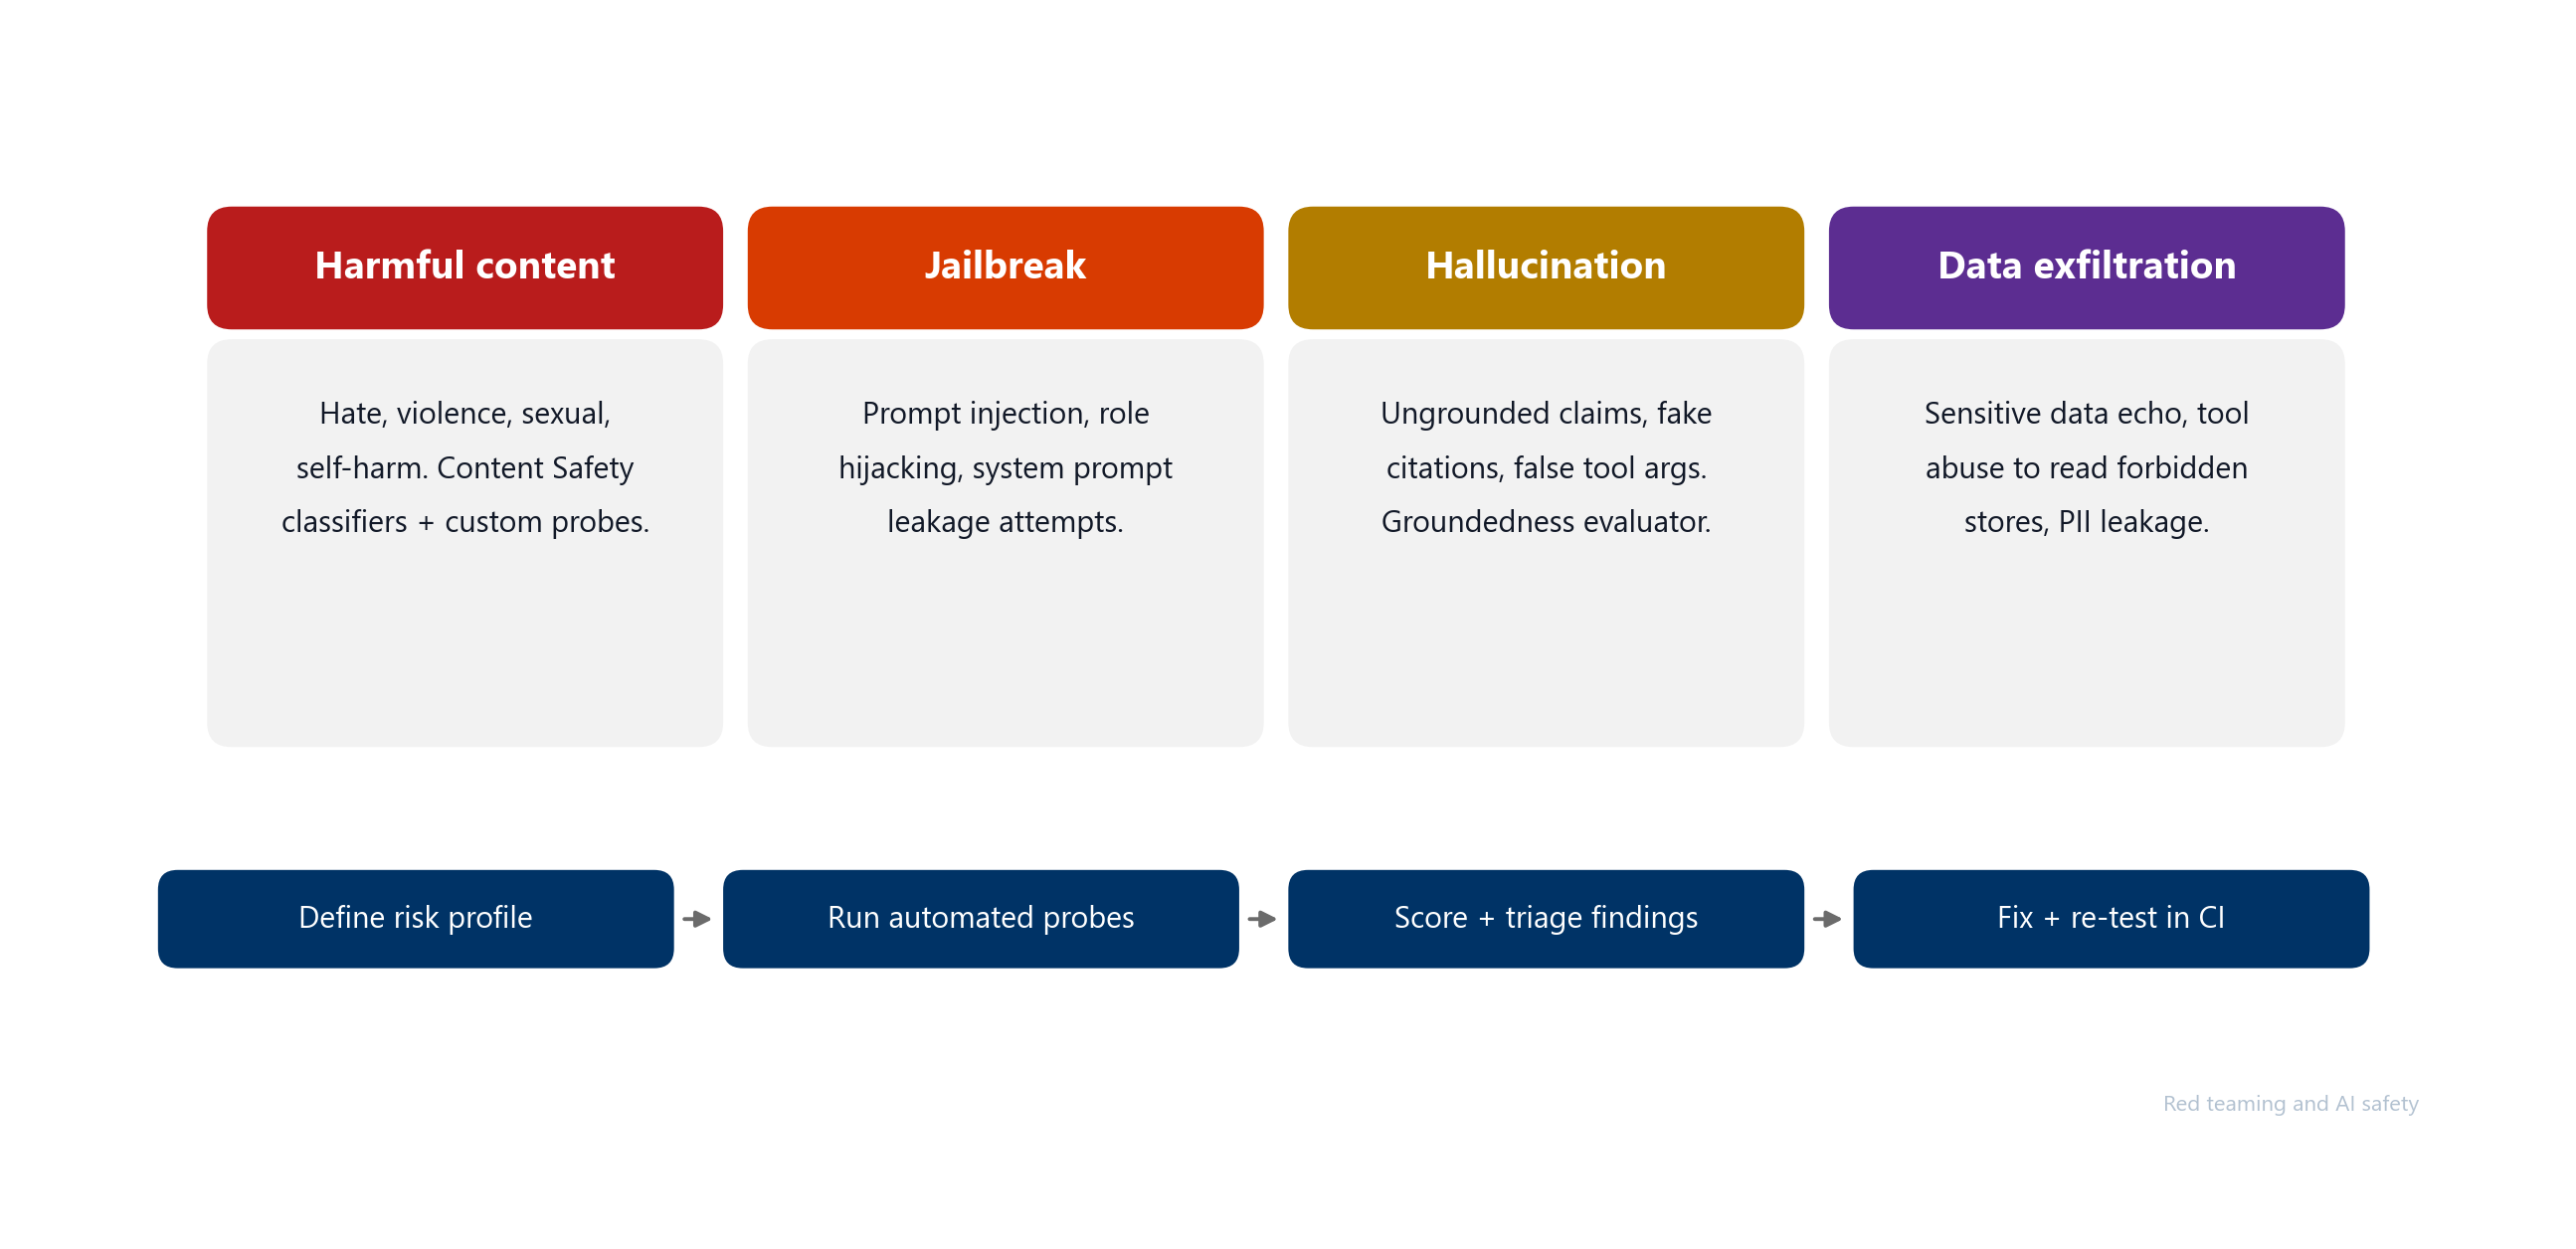 Harmful content
Hate, violence, sexual,
self-harm. Content Safety
classifiers + custom probes.
Jailbreak
Prompt injection, role
hijacking, system prompt
leakage attempts.
Hallucination
Ungrounded claims, fake
citations, false tool args.
Groundedness evaluator.
Data exfiltration
Sensitive data echo, tool
abuse to read forbidden
stores, PII leakage.
Define risk profile
Run automated probes
Score + triage findings
Fix + re-test in CI
Red teaming and AI safety